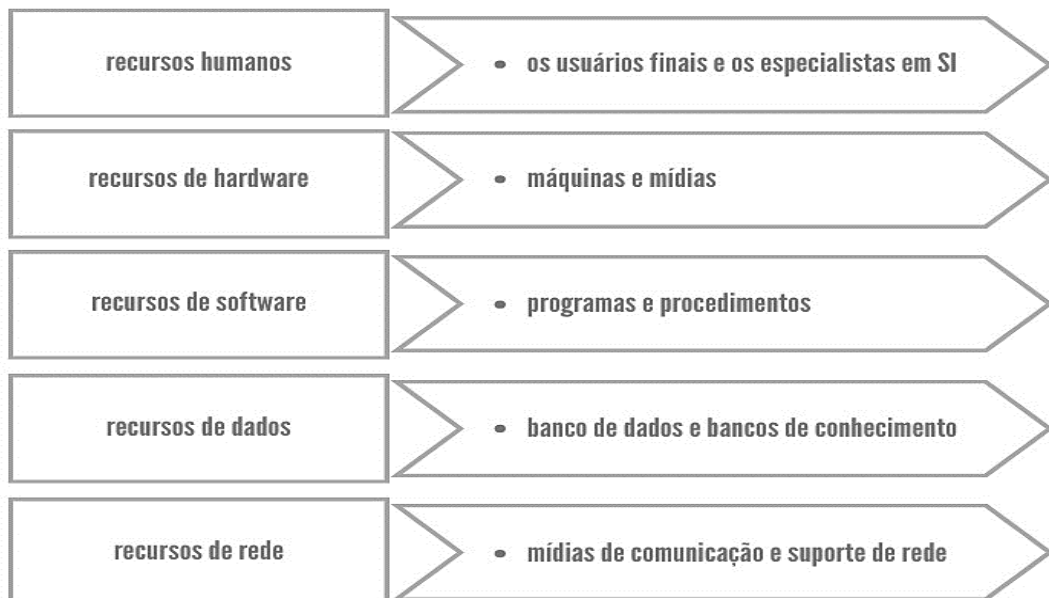 recursos humanos
• os usuários finais e os especialistas em SI
recursos de hardware
• máquinas e mídias
recursos de software
• programas e procedimentos
recursos de dados
• banco de dados e bancos de conhecimento
recursos de rede
• mídias de comunicação e suporte de rede